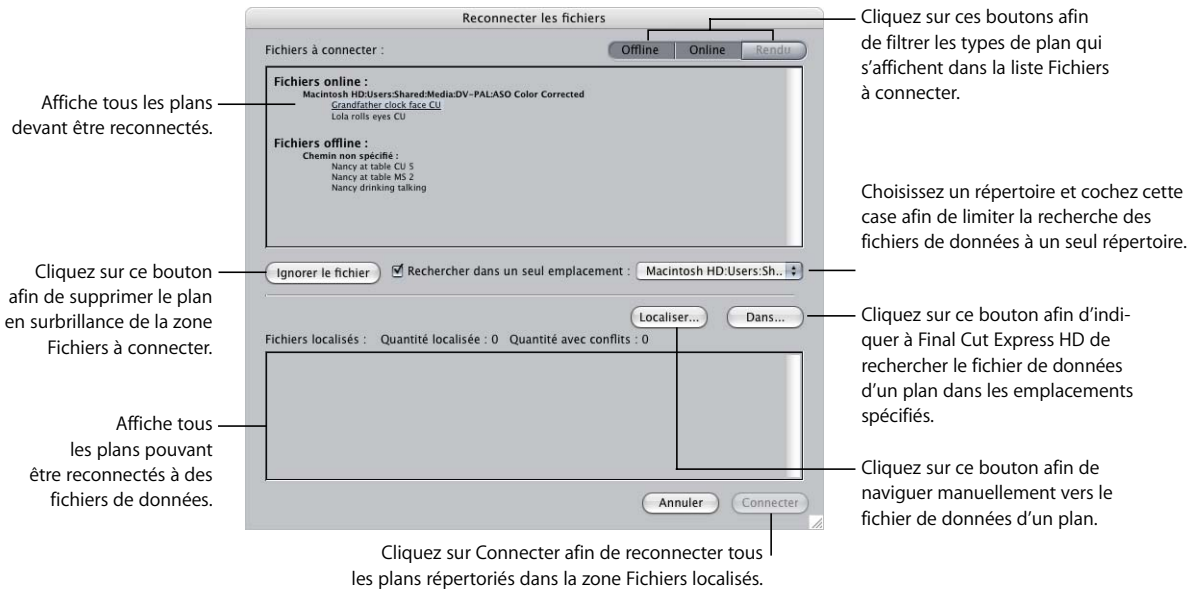 Reconnecter les fichiers
Fichiers à connecter :
Offline
Online
Rendu
Fichiers online :
Macintosh HD:Users:Shared:Media:DV-PAL:ASO Color Corrected
Grandfather clock face CU
Lola rolls eyes CU
Fichiers offline :
Chemin non spécifié :
Nancy at table CU 5
Nancy at table MS 2
Nancy drinking talking
Ignorer le fichier
Rechercher dans un seul emplacement :
Macintosh HD:Users:Sh..
Localiser...
Dans...
Fichiers localisés : Quantité localisée : 0 Quantité avec conflits : 0
Annuler
Connecter
Affiche tous les plans
devant être reconnectés.
Cliquez sur ce bouton
afin de supprimer le plan
en surbrillance de la zone
Fichiers à connecter.
Affiche tous
les plans pouvant
être reconnectés à des
fichiers de données.
Cliquez sur ces boutons afin
de filtrer les types de plan qui
s’affichent dans la liste Fichiers
à connecter.
Choisissez un répertoire et cochez cette
case afin de limiter la recherche des
fichiers de données à un seul répertoire.
Cliquez sur ce bouton afin d’indi-
quer à Final Cut Express HD de
rechercher le fichier de données
d’un plan dans les emplacements
spécifiés.
Cliquez sur ce bouton afin de
naviguer manuellement vers le
fichier de données d’un plan.
Cliquez sur Connecter afin de reconnecter tous
les plans répertoriés dans la zone Fichiers localisés.